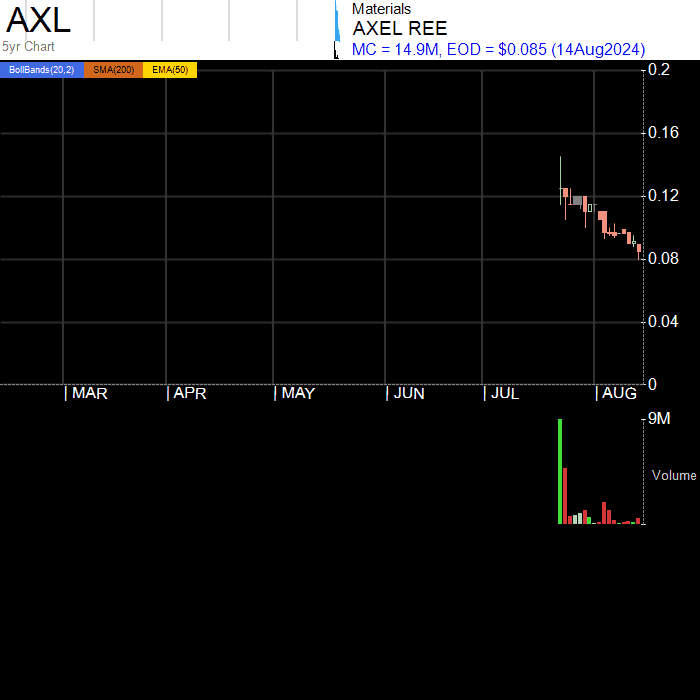 AXL
5yr Chart
Materials
AXEL REE
MC = 14.9M, EOD = $0.085 (14Aug2024)
BollBands(20,2) SMA(200) EMA(50)
0.2
0.16
0.12
0.08
0.04
0
| MAR | APR | MAY | JUN | JUL | AUG
9M
Volume